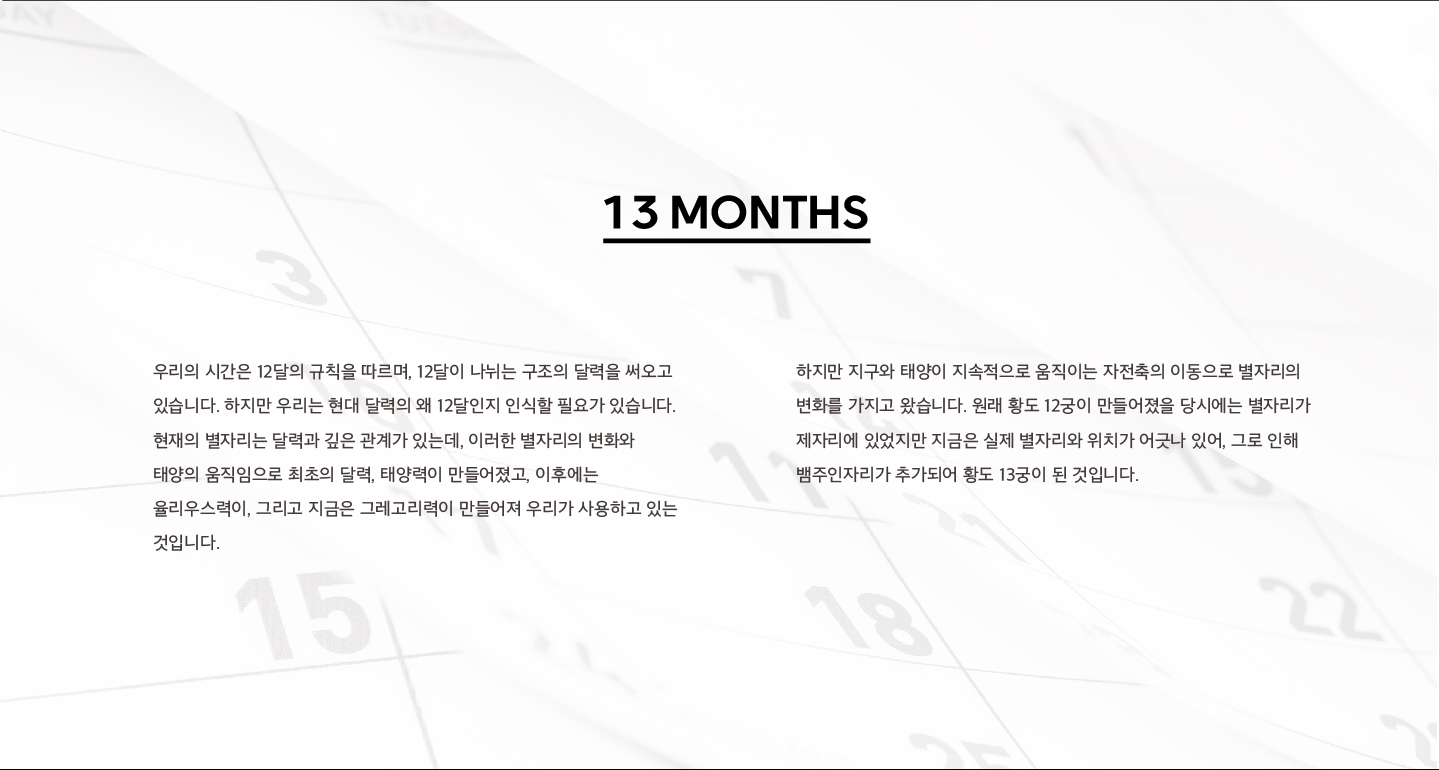 13 MONTHS
우리의 시간은 12달의 규칙을 따르며, 12달이 나뉘는 구조의 달력을 써오고
있습니다. 하지만 우리는 현대 달력의 왜 12달인지 인식할 필요가 있습니다.
현재의 별자리는 달력과 깊은 관계가 있는데, 이러한 별자리의 변화와
태양의 움직임으로 최초의 달력, 태양력이 만들어졌고, 이후에는
율리우스력이, 그리고 지금은 그레고리력이 만들어져 우리가 사용하고 있는
것입니다.
하지만 지구와 태양이 지속적으로 움직이는 자전축의 이동으로 별자리의
변화를 가지고 왔습니다. 원래 황도 12궁이 만들어졌을 당시에는 별자리가
제자리에 있었지만 지금은 실제 별자리와 위치가 어긋나 있어, 그로 인해
뱀주인자리가 추가되어 황도 13궁이 된 것입니다.
3
7
11
15
18
22
25